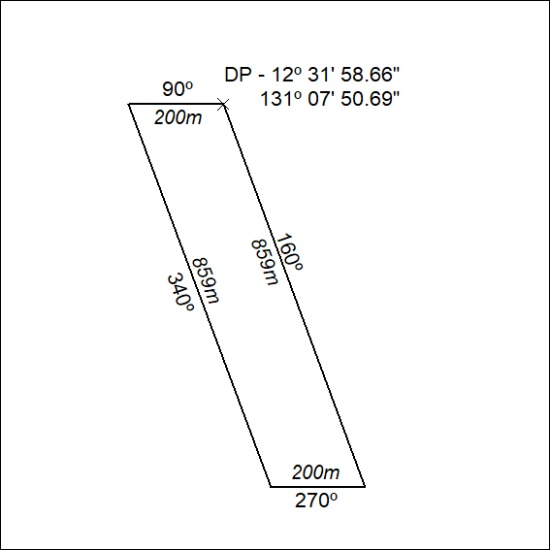 DP - 12º 31' 58.66"
90º
131º 07' 50.69"
200m
160º
859m
859m
340º
200m
270º